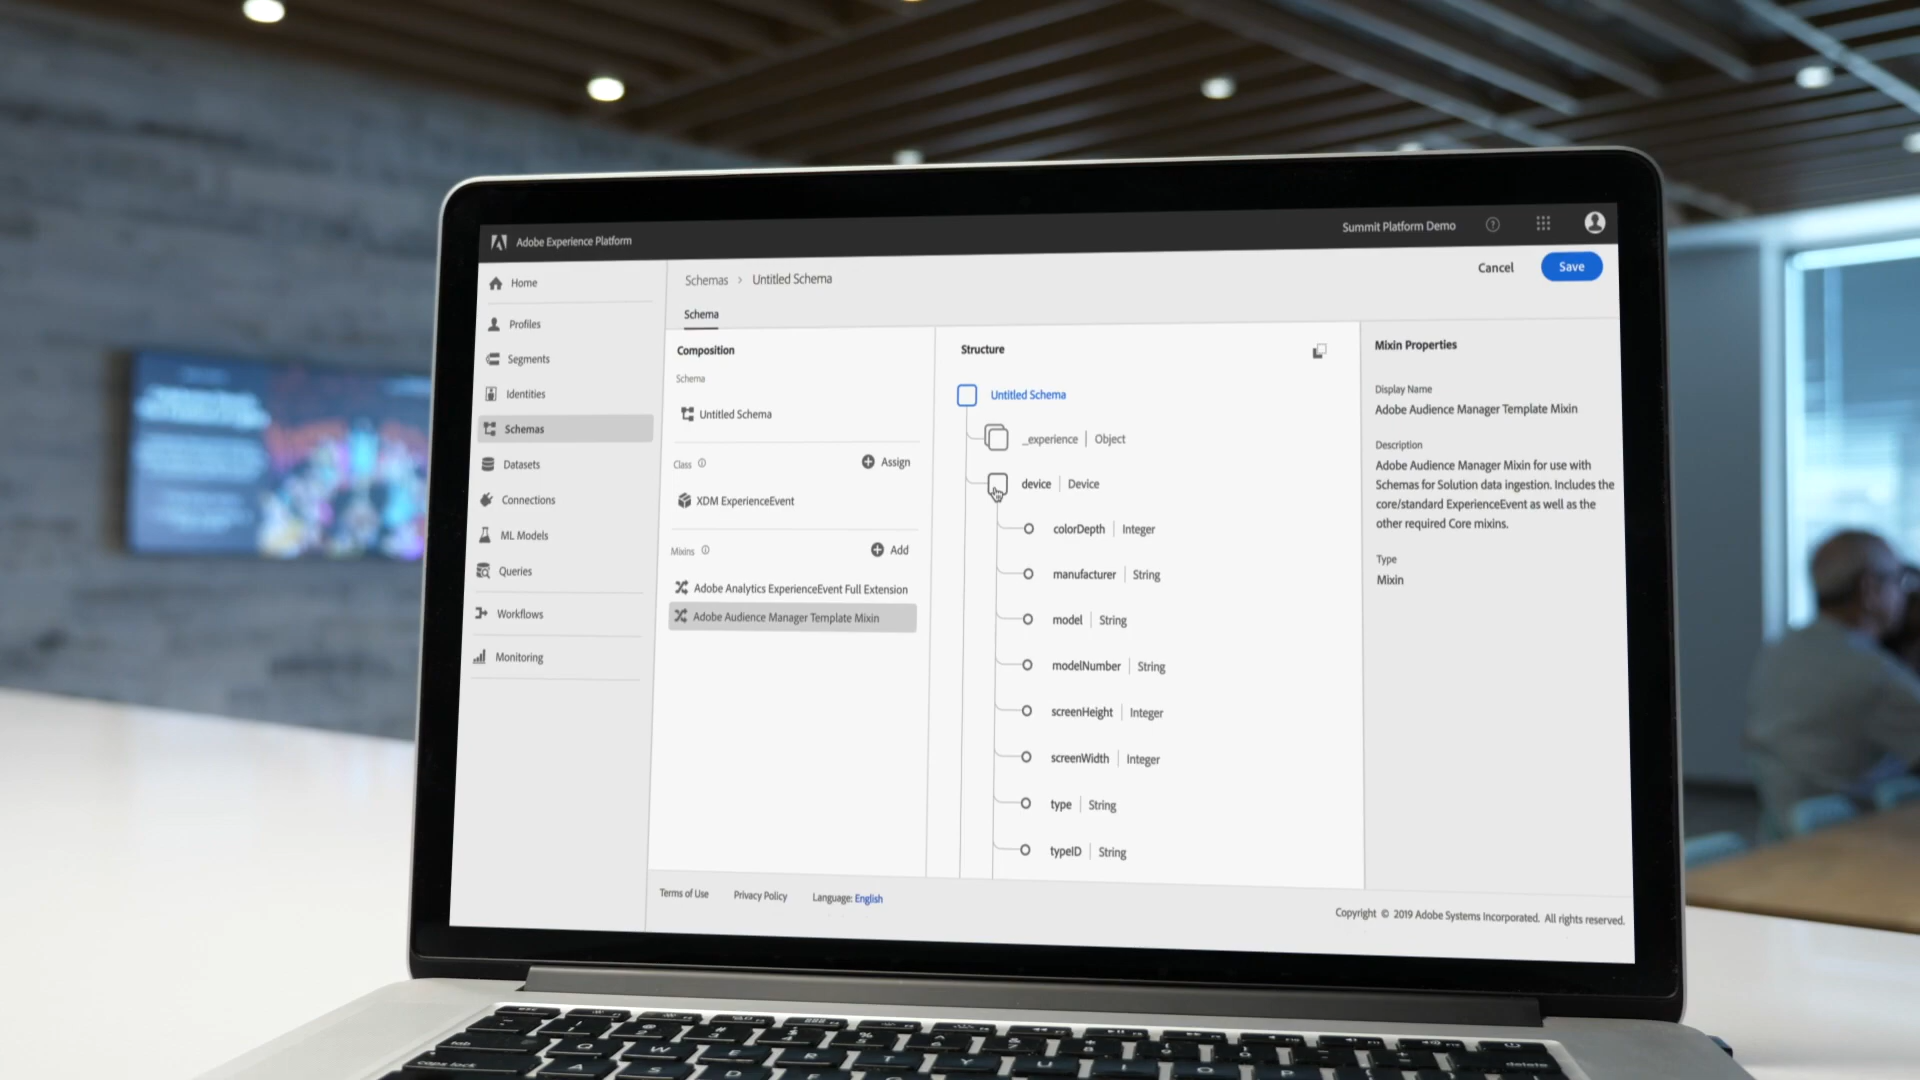 Adobe Experience Platform
Summit Platform Demo
Home
Profiles
Segments
Identities
Schemas
Datasets
Connections
ML Models
Queries
Workflows
Monitoring
Schemas > Untitled Schema
Cancel
Save
Schema
Composition
Schema
Untitled Schema
Class
Assign
XDM ExperienceEvent
Mixins
Add
Adobe Analytics ExperienceEvent Full Extension
Adobe Audience Manager Template Mixin
Structure
Untitled Schema
_experience | Object
device | Device
colorDepth | Integer
manufacturer | String
model | String
modelNumber | String
screenHeight | Integer
screenWidth | Integer
type | String
typeID | String
Mixin Properties
Display Name
Adobe Audience Manager Template Mixin
Description
Adobe Audience Manager Mixin for use with
Schemas for Solution data ingestion. Includes the
core/standard ExperienceEvent as well as the
other required Core mixins.
Type
Mixin
Terms of Use
Privacy Policy
Language: English
Copyright © 2019 Adobe Systems Incorporated. All rights reserved.
tab
Q W E R T Y U I O P
delete
caps lock
A S D F